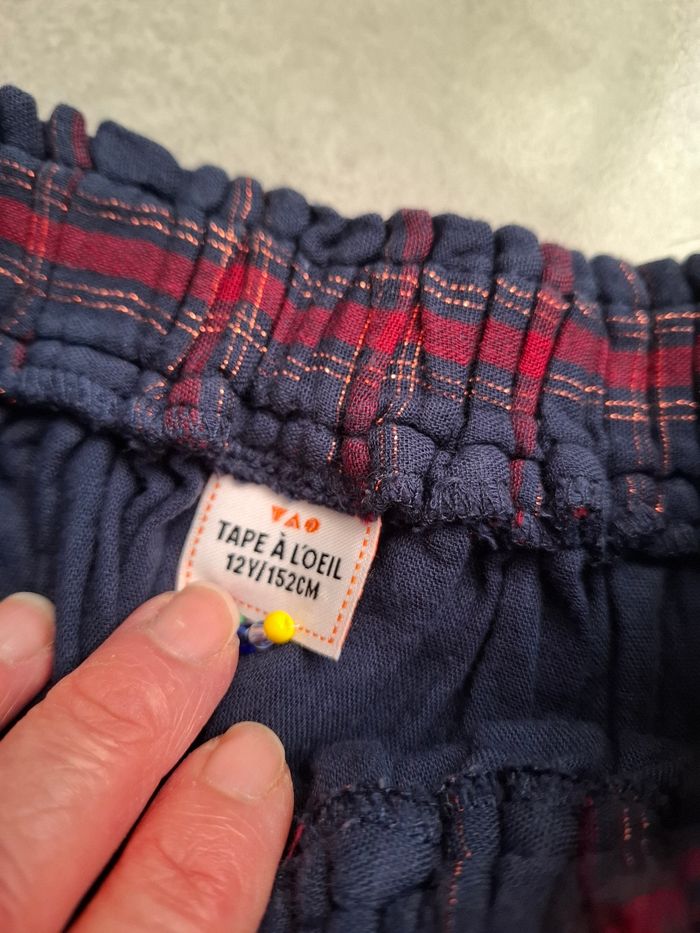 TAO
TAPE À L'OEIL
12Y/152CM